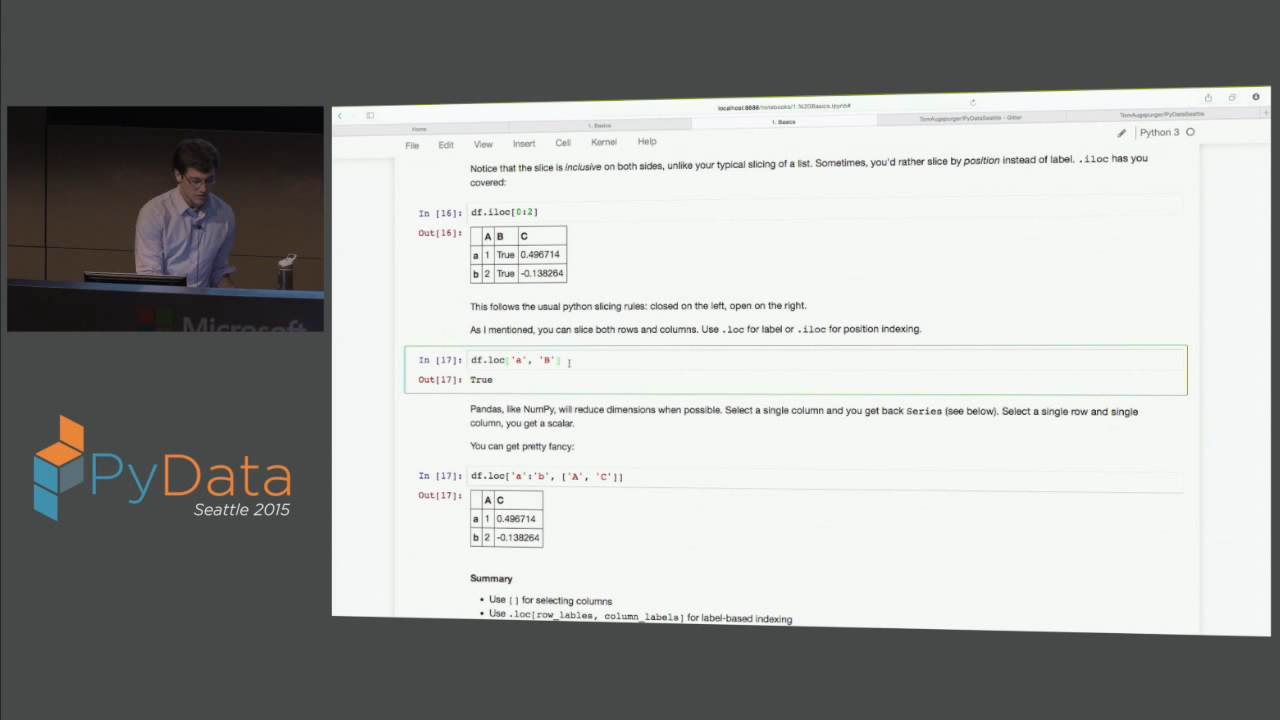 localhost:8888/notebooks/1.%20Basics.ipynb#
Home
1. Basics
1. Basics
TomAugspurger/PyDataSeattle - Gitter
TomAugspurger/PyDataSeattle
File Edit View Insert Cell Kernel Help
Python 3
Notice that the slice is inclusive on both sides, unlike your typical slicing of a list. Sometimes, you'd rather slice by position instead of label. .iloc has you
covered:
In [16]: df.iloc[0:2]
Out[16]:
A B C
a 1 True 0.496714
b 2 True -0.138264
This follows the usual python slicing rules: closed on the left, open on the right.
As I mentioned, you can slice both rows and columns. Use .loc for label or .iloc for position indexing.
In [17]: df.loc['a', 'B']
Out[17]: True
Pandas, like NumPy, will reduce dimensions when possible. Select a single column and you get back Series (see below). Select a single row and single
column, you get a scalar.
You can get pretty fancy:
In [17]: df.loc['a':'b', ['A', 'C']]
Out[17]:
A C
a 1 0.496714
b 2 -0.138264
Summary
• Use [] for selecting columns
• Use .loc[row_lables, column_labels] for label-based indexing
Microsoft
PyData
Seattle 2015